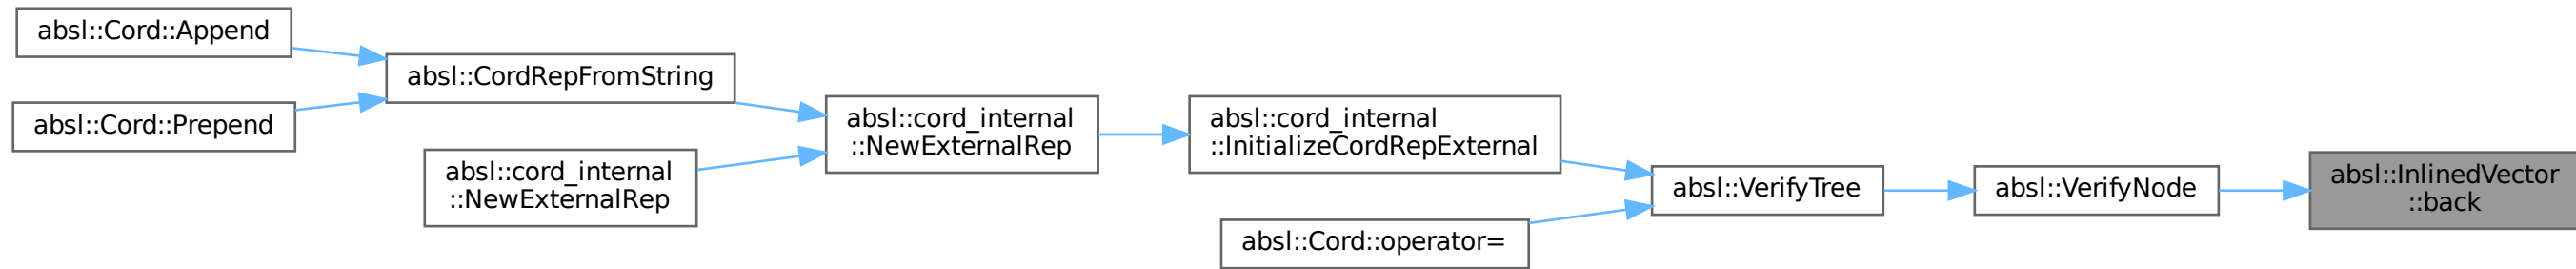 absl::Cord::Append
absl::Cord::Prepend
absl::CordRepFromString
absl::cord_internal
::NewExternalRep
absl::cord_internal
::NewExternalRep
absl::cord_internal
::InitializeCordRepExternal
absl::Cord::operator=
absl::VerifyTree
absl::VerifyNode
absl::InlinedVector
::back